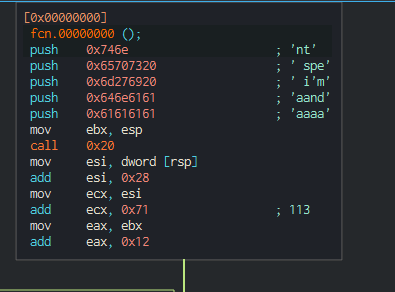 [0x00000000]
fcn.00000000 ();
push 0x746e ; 'nt'
push 0x65707320 ; ' spe'
push 0x6d276920 ; ' i'm'
push 0x646e6161 ; 'aand'
push 0x61616161 ; 'aaaa'
mov ebx, esp
call 0x20
mov esi, dword [rsp]
add esi, 0x28
mov ecx, esi
add ecx, 0x71 ; 113
mov eax, ebx
add eax, 0x12